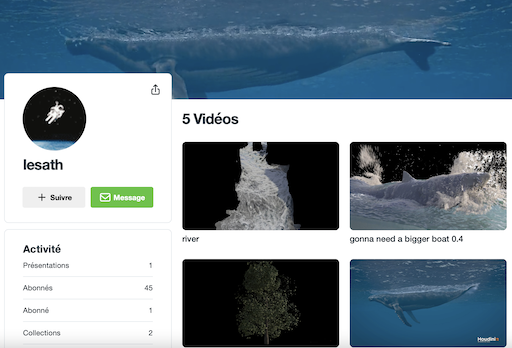 lesath
+ Suivre
Message
Activité
Présentations 1
Abonnés 45
Abonné 1
Collections 2
5 Vidéos
river
gonna need a bigger boat 0.4
Houdini